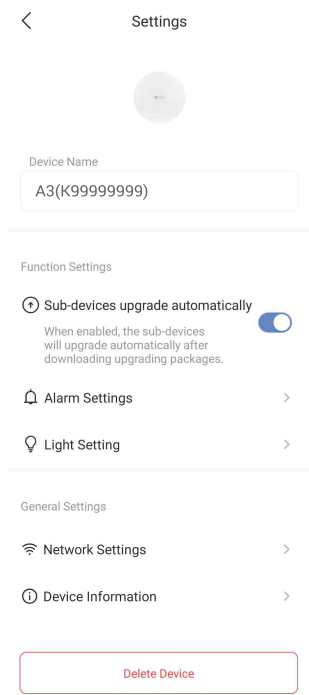 Settings
Device Name
A3(K99999999)
Function Settings
Sub-devices upgrade automatically
When enabled, the sub-devices
will upgrade automatically after
downloading upgrading packages.
Alarm Settings
Light Setting
General Settings
Network Settings
Device Information
Delete Device